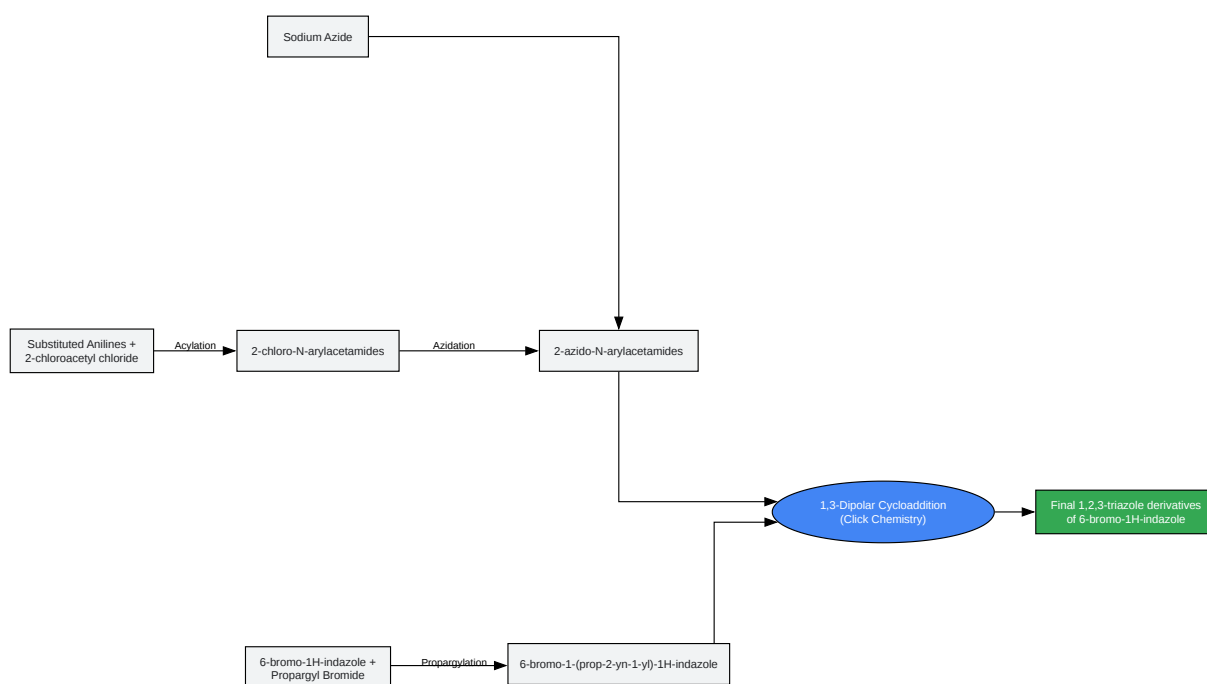 Sodium Azide
Substituted Anilines +
2-chloroacetyl chloride
Acylation
2-chloro-N-arylacetamides
Azidation
2-azido-N-arylacetamides
1,3-Dipolar Cycloaddition
(Click Chemistry)
Final 1,2,3-triazole derivatives
of 6-bromo-1H-indazole
6-bromo-1H-indazole +
Propargyl Bromide
Propargylation
6-bromo-1-(prop-2-yn-1-yl)-1H-indazole